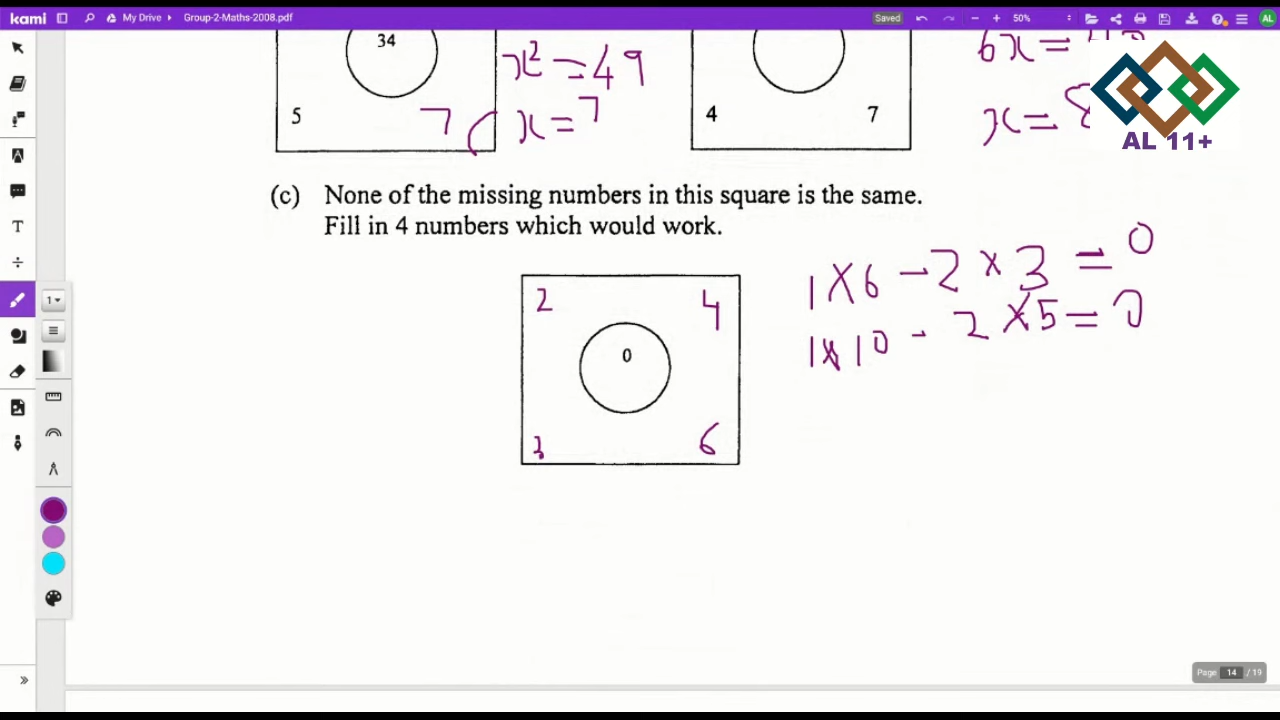 kami My Drive Group-2-Maths-2008.pdf Saved 50% AL
34
5 7
x² = 49
x = 7
4 7
6x =
x = 8
AL 11+
(c) None of the missing numbers in this square is the same.
Fill in 4 numbers which would work.
2 4
0
3 6
1 × 6 − 2 × 3 = 0
1 × 10 − 2 × 5 = 0
1
T
Page 14 / 19